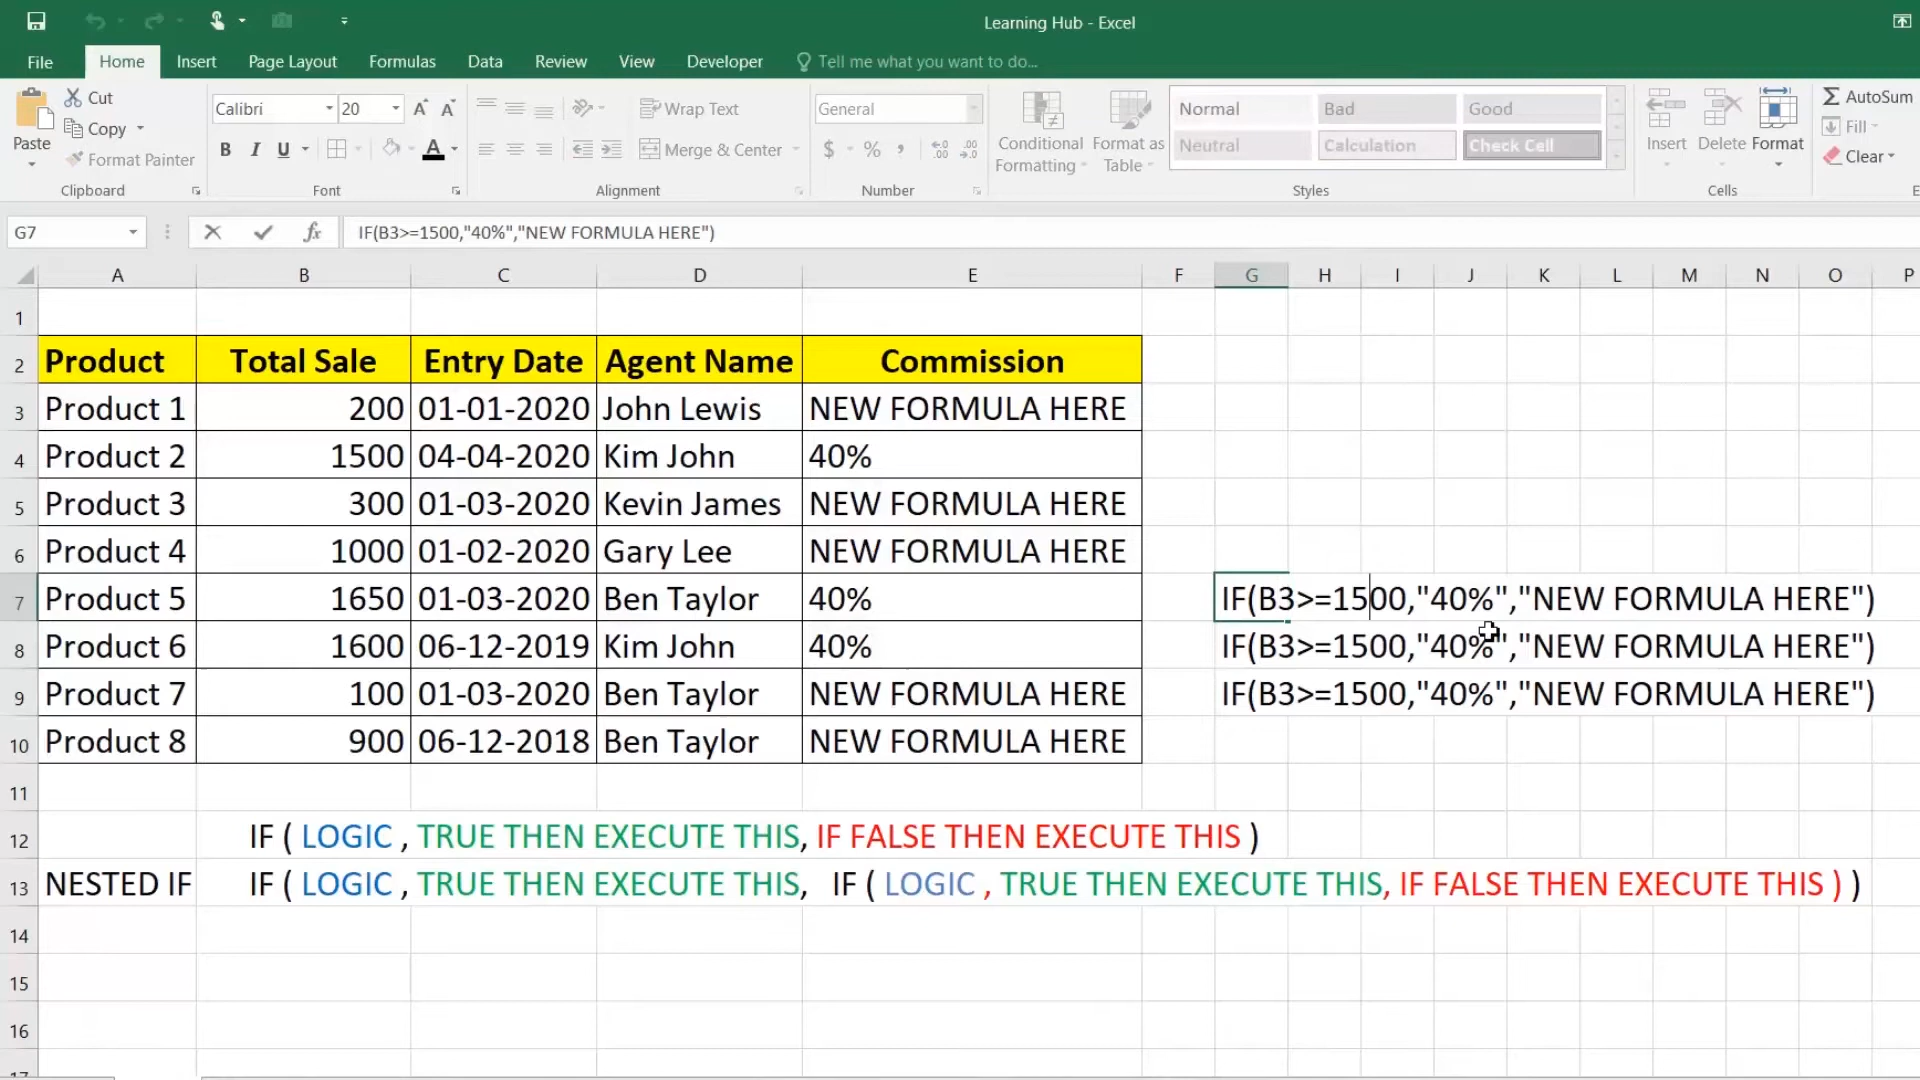 Learning Hub - Excel
File Home Insert Page Layout Formulas Data Review View Developer Tell me what you want to do...
Paste Cut Copy Format Painter Clipboard
Calibri 20 A A B I U A Font
Wrap Text Merge & Center Alignment
General $ % , Number
Conditional Formatting Format as Table
Normal Bad Good
Neutral Calculation Check Cell
Styles
Insert Delete Format Cells
AutoSum Fill Clear
G7 fx IF(B3>=1500,"40%","NEW FORMULA HERE")
A B C D E F G H I J K L M N O P
1
2 Product Total Sale Entry Date Agent Name Commission
3 Product 1 200 01-01-2020 John Lewis NEW FORMULA HERE
4 Product 2 1500 04-04-2020 Kim John 40%
5 Product 3 300 01-03-2020 Kevin James NEW FORMULA HERE
6 Product 4 1000 01-02-2020 Gary Lee NEW FORMULA HERE
7 Product 5 1650 01-03-2020 Ben Taylor 40% IF(B3>=1500,"40%","NEW FORMULA HERE")
8 Product 6 1600 06-12-2019 Kim John 40% IF(B3>=1500,"40%","NEW FORMULA HERE")
9 Product 7 100 01-03-2020 Ben Taylor NEW FORMULA HERE IF(B3>=1500,"40%","NEW FORMULA HERE")
10 Product 8 900 06-12-2018 Ben Taylor NEW FORMULA HERE
11
12 IF ( LOGIC , TRUE THEN EXECUTE THIS, IF FALSE THEN EXECUTE THIS )
13 NESTED IF IF ( LOGIC , TRUE THEN EXECUTE THIS, IF ( LOGIC , TRUE THEN EXECUTE THIS, IF FALSE THEN EXECUTE THIS ) )
14
15
16